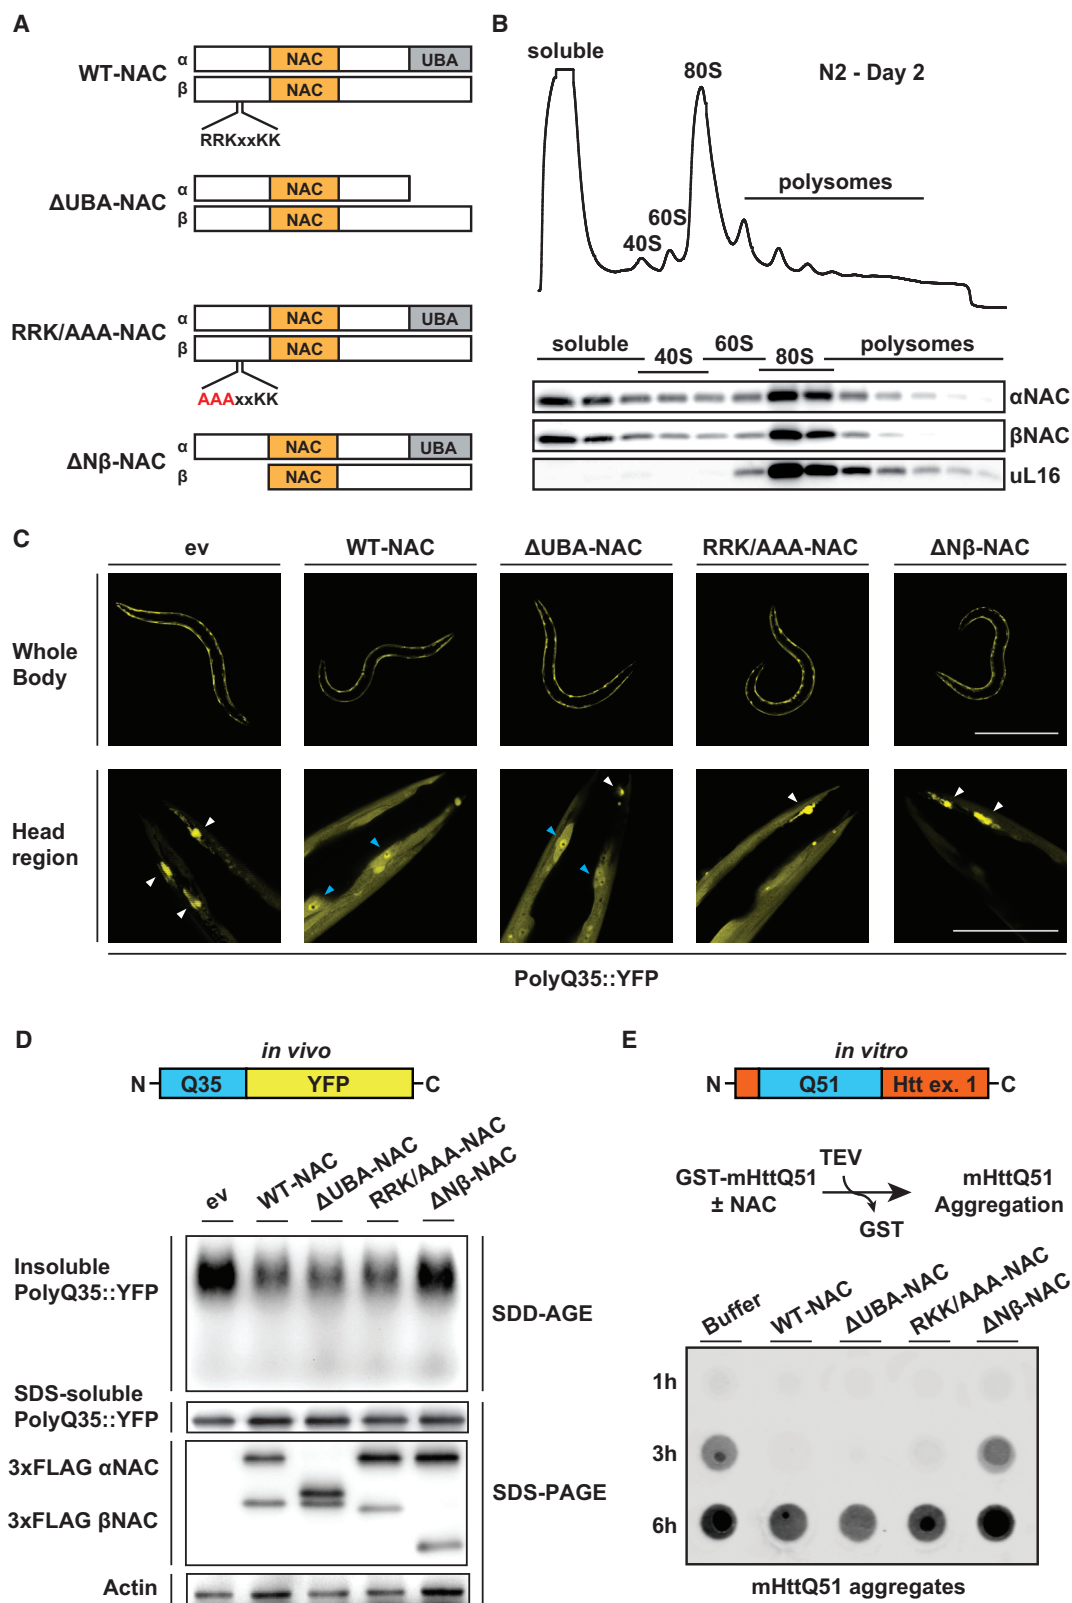 A
WT-NAC
α
NAC
UBA
β
NAC
RRKxxKK
ΔUBA-NAC
α
NAC
β
NAC
RRK/AAA-NAC
α
NAC
UBA
β
NAC
AAAxxKK
ΔNβ-NAC
α
NAC
UBA
β
NAC
B
soluble
80S
N2 - Day 2
polysomes
60S
40S
soluble
40S
60S
80S
polysomes
αNAC
βNAC
uL16
C
ev
WT-NAC
ΔUBA-NAC
RRK/AAA-NAC
ΔNβ-NAC
Whole
Body
Head
region
PolyQ35::YFP
D
in vivo
N
Q35
YFP
C
ev
WT-NAC
ΔUBA-NAC
RRK/AAA-NAC
ΔNβ-NAC
Insoluble
PolyQ35::YFP
SDD-AGE
SDS-soluble
PolyQ35::YFP
3xFLAG αNAC
3xFLAG βNAC
SDS-PAGE
Actin
E
in vitro
N
Q51
Htt ex. 1
C
GST-mHttQ51
± NAC
TEV
GST
mHttQ51
Aggregation
Buffer
WT-NAC
ΔUBA-NAC
RKK/AAA-NAC
ΔNβ-NAC
1h
3h
6h
mHttQ51 aggregates